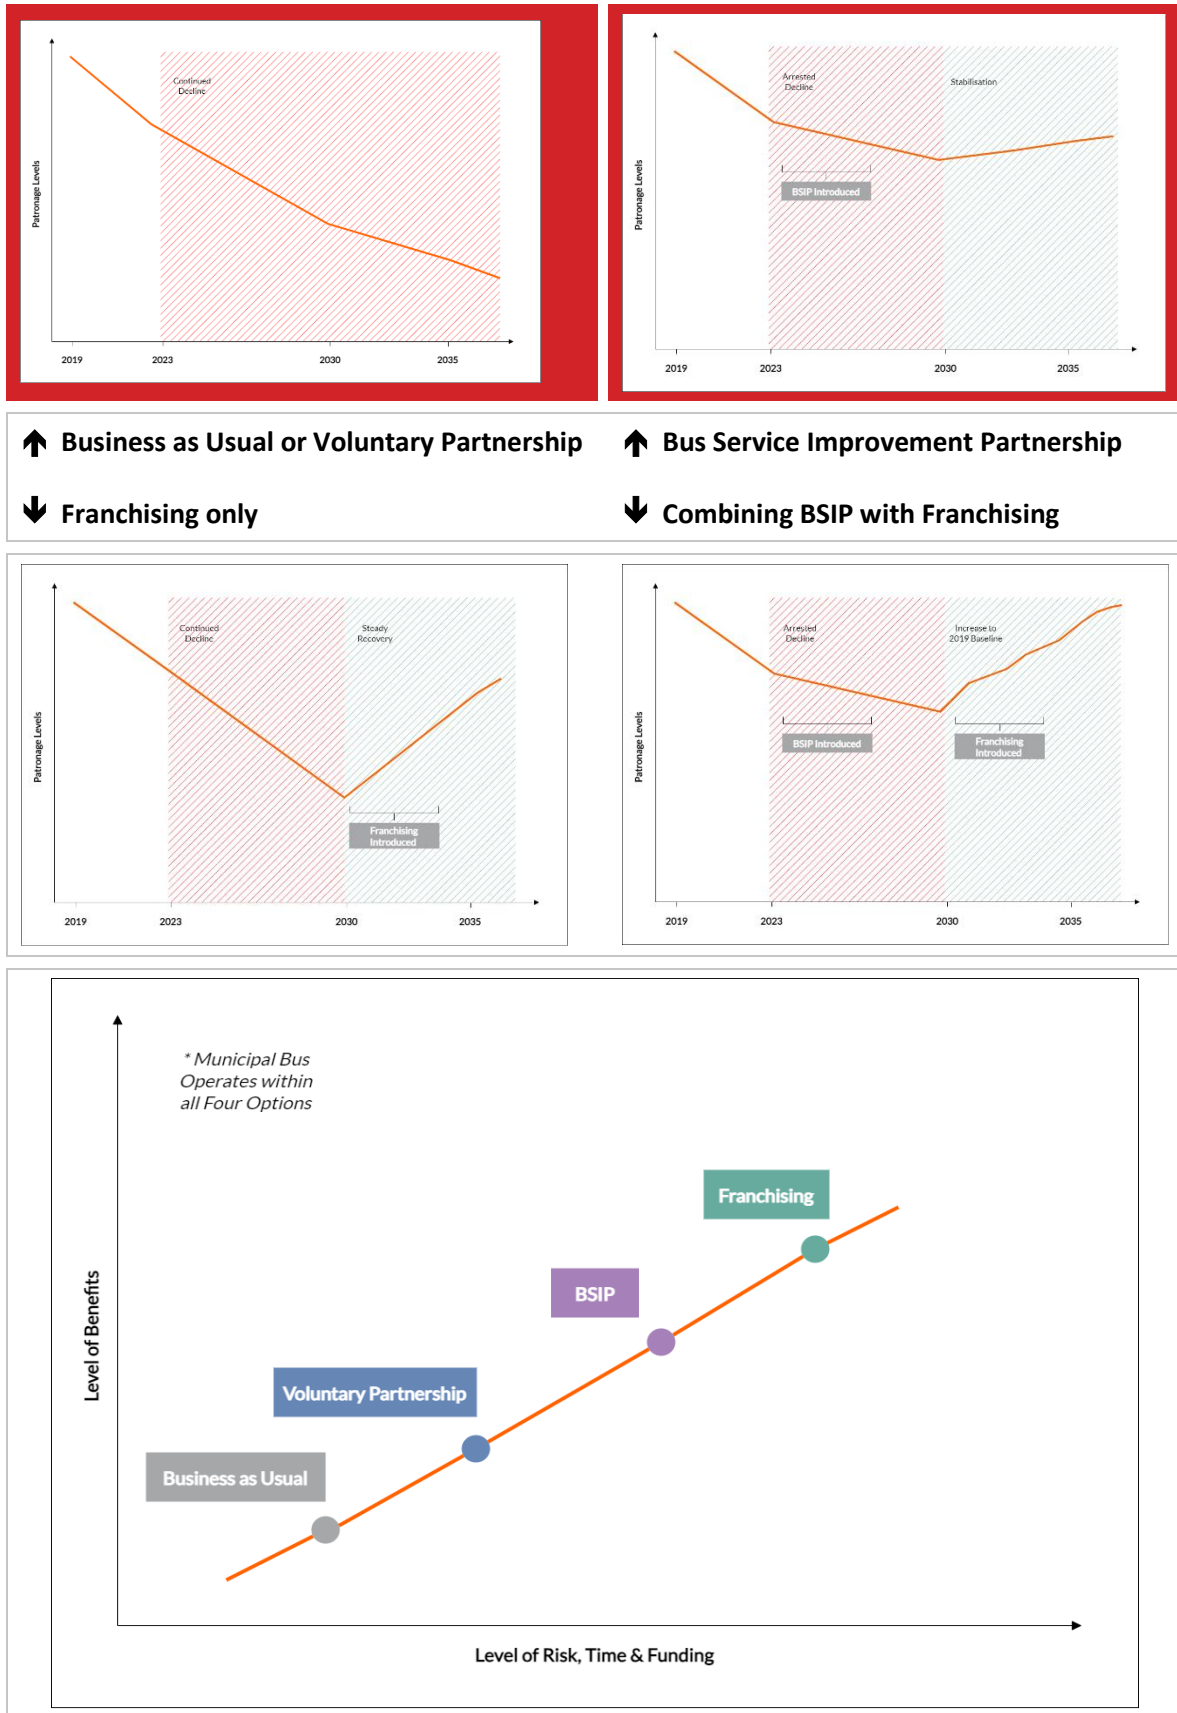 Continued
Decline
Patronage Levels
2019
2023
2030
2035
Arrested
Decline
Stabilisation
BSIP Introduced
Patronage Levels
2019
2023
2030
2035
Business as Usual or Voluntary Partnership
Bus Service Improvement Partnership
Franchising only
Combining BSIP with Franchising
Continued
Decline
Steady
Recovery
Patronage Levels
Franchising
Introduced
2019
2023
2030
2035
Arrested
Decline
Increase to
2019 Baseline
Patronage Levels
BSIP Introduced
Franchising
Introduced
2019
2023
2030
2035
* Municipal Bus
Operates within
all Four Options
Franchising
BSIP
Voluntary Partnership
Business as Usual
Level of Benefits
Level of Risk, Time & Funding